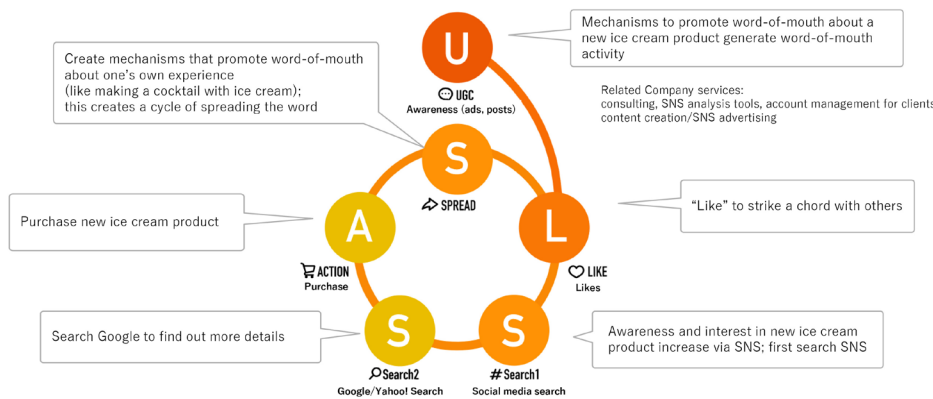 Mechanisms to promote word-of-mouth about a
new ice cream product generate word-of-mouth
activity
Create mechanisms that promote word-of-mouth
about one's own experience
(like making a cocktail with ice cream);
this creates a cycle of spreading the word
U
UGC
Awareness (ads, posts)
Related Company services:
consulting, SNS analysis tools, account management for clients
content creation/SNS advertising
S
SPREAD
Purchase new ice cream product
A
ACTION
Purchase
L
LIKE
Likes
“Like” to strike a chord with others
Search Google to find out more details
S
Search2
Google/Yahoo! Search
S
#Search1
Social media search
Awareness and interest in new ice cream
product increase via SNS; first search SNS